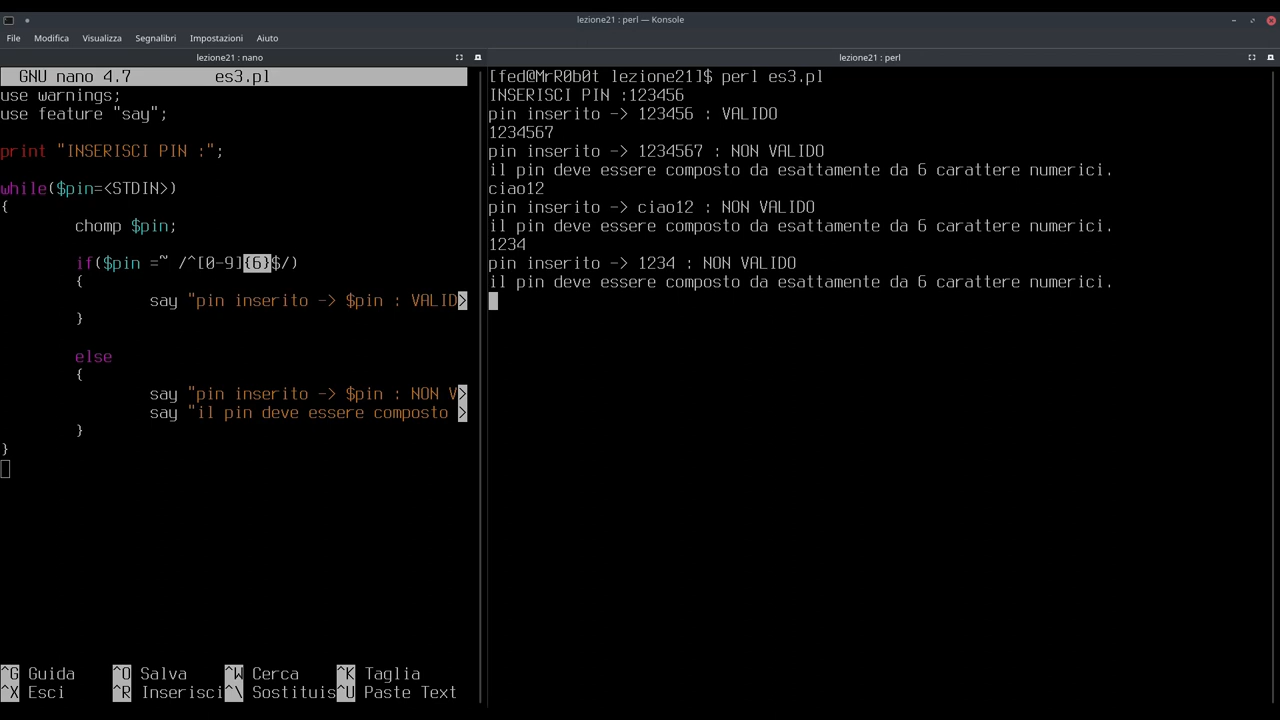 lezione21 : perl — Konsole
File Modifica Visualizza Segnalibri Impostazioni Aiuto
lezione21 : nano
GNU nano 4.7 es3.pl
use warnings;
use feature "say";
print "INSERISCI PIN :";
while($pin=<STDIN>)
{
chomp $pin;
if($pin =~ /^[0-9]{6}$/)
{
say "pin inserito -> $pin : VALID>
}
else
{
say "pin inserito -> $pin : NON V>
say "il pin deve essere composto >
}
}
^G Guida ^O Salva ^W Cerca ^K Taglia
^X Esci ^R Inserisci^\ Sostituis^U Paste Text
lezione21 : perl
[fed@MrR0b0t lezione21]$ perl es3.pl
INSERISCI PIN :123456
pin inserito -> 123456 : VALIDO
1234567
pin inserito -> 1234567 : NON VALIDO
il pin deve essere composto da esattamente da 6 carattere numerici.
ciao12
pin inserito -> ciao12 : NON VALIDO
il pin deve essere composto da esattamente da 6 carattere numerici.
1234
pin inserito -> 1234 : NON VALIDO
il pin deve essere composto da esattamente da 6 carattere numerici.